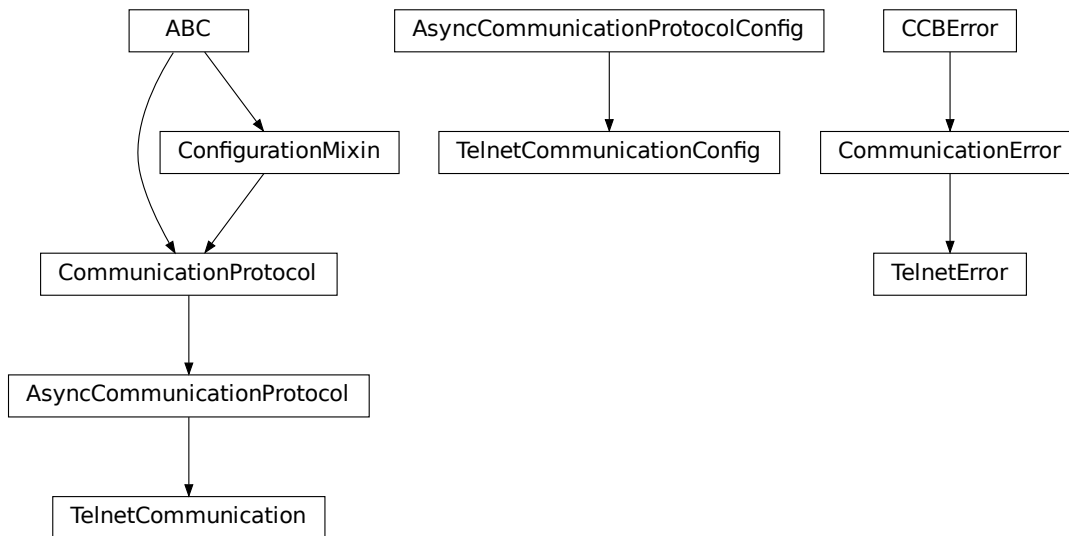 ABC
AsyncCommunicationProtocolConfig
CCBError
ConfigurationMixin
TelnetCommunicationConfig
CommunicationError
CommunicationProtocol
TelnetError
AsyncCommunicationProtocol
TelnetCommunication